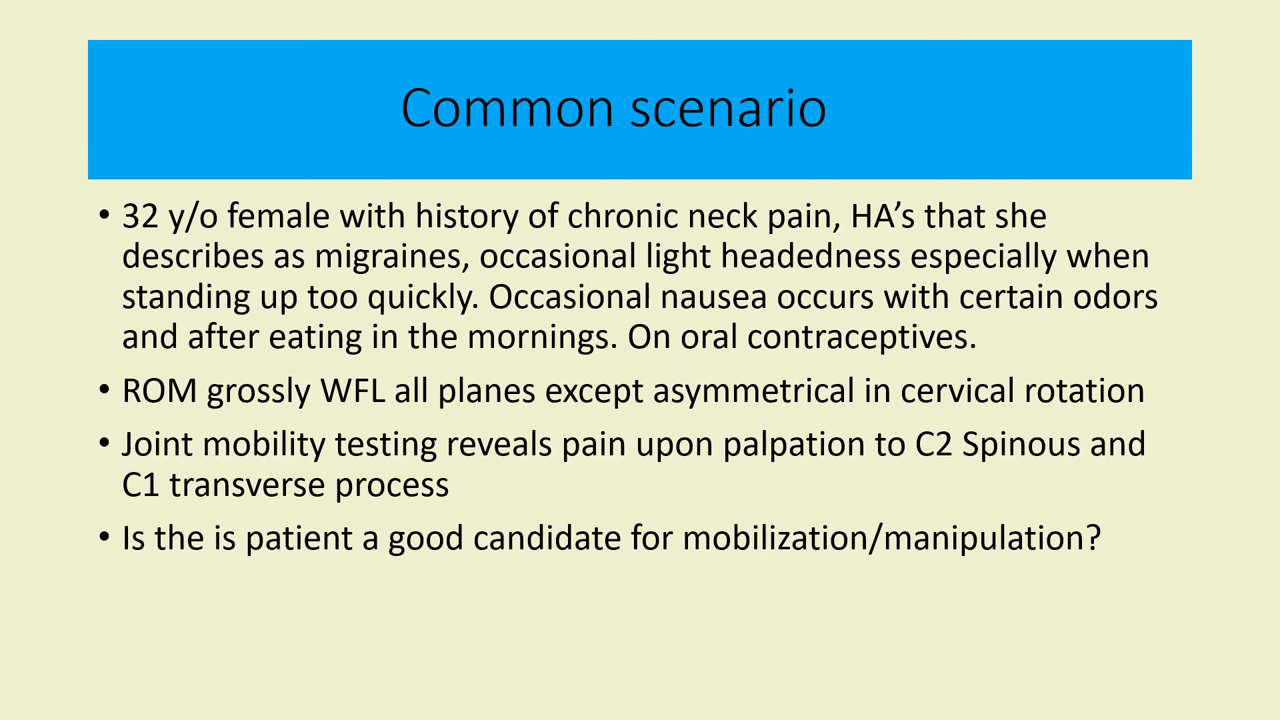 Common scenario
• 32 y/o female with history of chronic neck pain, HA’s that she
describes as migraines, occasional light headedness especially when
standing up too quickly. Occasional nausea occurs with certain odors
and after eating in the mornings. On oral contraceptives.
• ROM grossly WFL all planes except asymmetrical in cervical rotation
• Joint mobility testing reveals pain upon palpation to C2 Spinous and
C1 transverse process
• Is the is patient a good candidate for mobilization/manipulation?